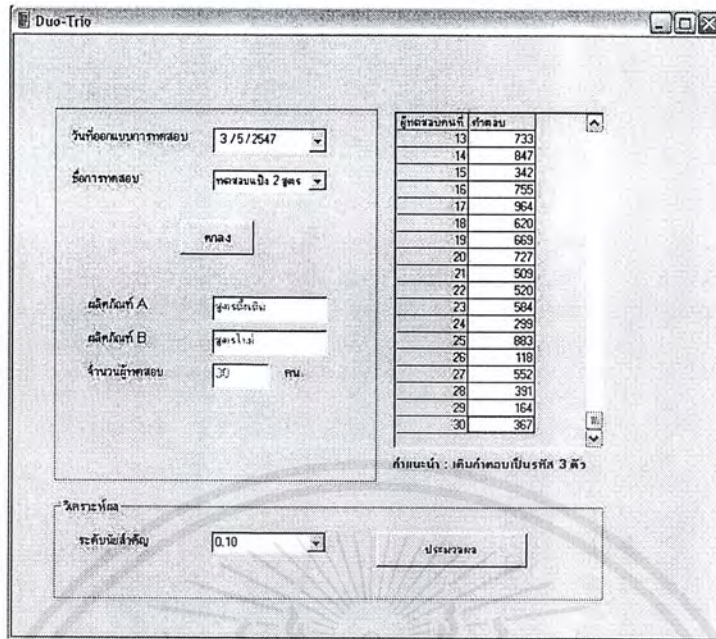 Duo-Trio
วันที่ออกแบบการทดสอบ 3 /5 /2547
ชื่อการทดสอบ ทดสอบแป้ง 2 สูตร
ตกลง
ผลิตภัณฑ์ A สูตรดั้งเดิม
ผลิตภัณฑ์ B สูตรใหม่
จำนวนผู้ทดสอบ 30 คน
ผู้ทดสอบคนที่ คำตอบ
13 733
14 847
15 342
16 755
17 964
18 620
19 669
20 727
21 509
22 520
23 584
24 299
25 883
26 118
27 552
28 391
29 164
30 367
คำแนะนำ : เติมคำตอบเป็นรหัส 3 ตัว
วิเคราะห์ผล
ระดับนัยสำคัญ 0.10 ประมวลผล